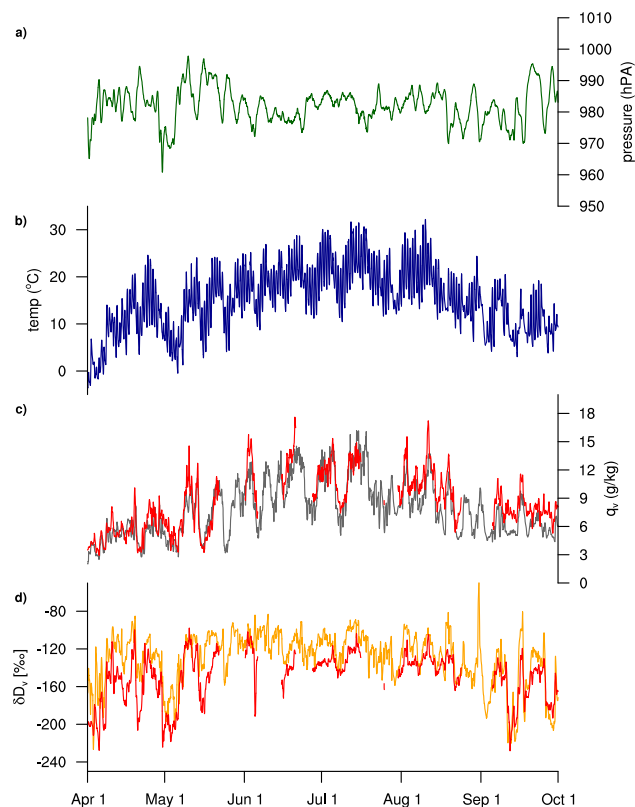 a)
1010
1000
990
980
970
960
950
pressure (hPA)
b)
30
20
10
0
temp (°C)
c)
18
15
12
9
6
3
0
qv (g/kg)
d)
-80
-120
-160
-200
-240
δDv [‰]
Apr 1 May 1 Jun 1 Jul 1 Aug 1 Sep 1 Oct 1